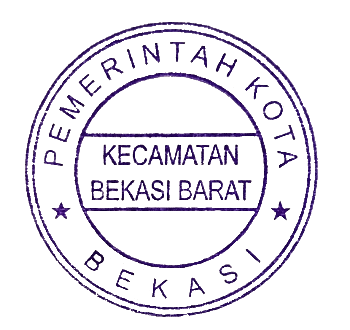 PEMERINTAH KOTA
KECAMATAN
BEKASI BARAT
BEKASI